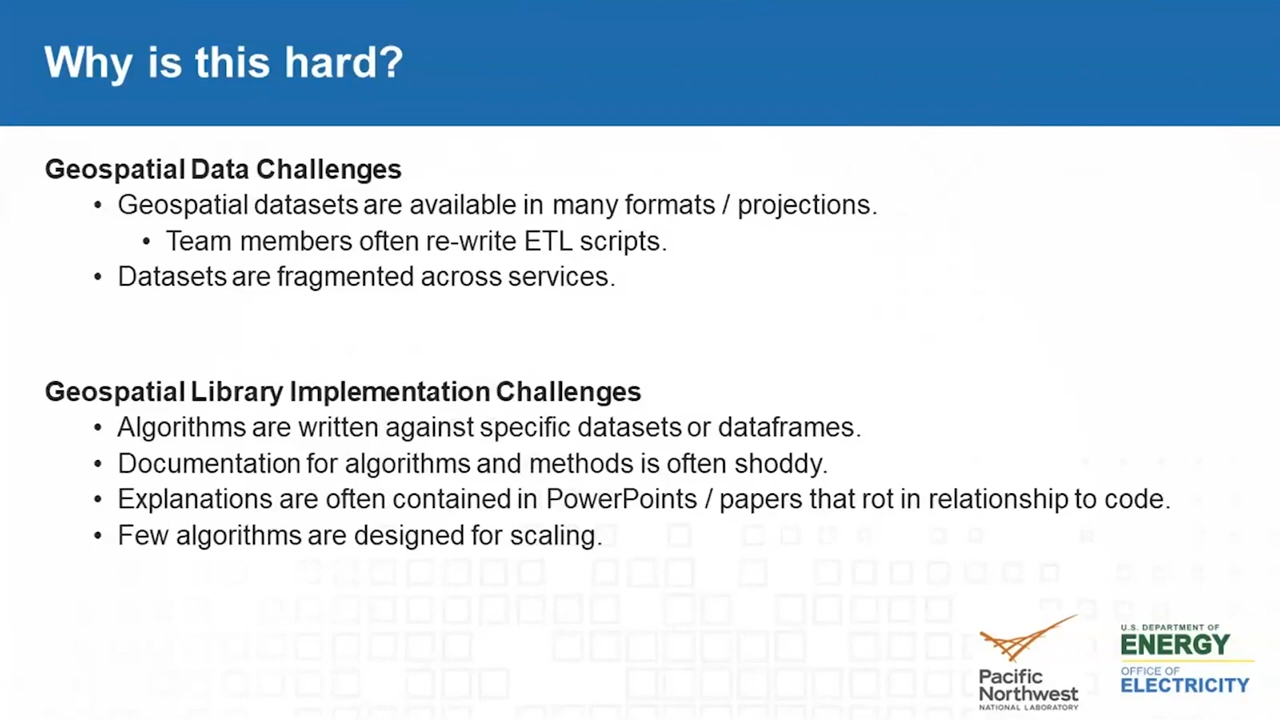 Why is this hard?
Geospatial Data Challenges
• Geospatial datasets are available in many formats / projections.
• Team members often re-write ETL scripts.
• Datasets are fragmented across services.
Geospatial Library Implementation Challenges
• Algorithms are written against specific datasets or dataframes.
• Documentation for algorithms and methods is often shoddy.
• Explanations are often contained in PowerPoints / papers that rot in relationship to code.
• Few algorithms are designed for scaling.
Pacific
Northwest
NATIONAL LABORATORY
U.S. DEPARTMENT OF
ENERGY
OFFICE OF
ELECTRICITY